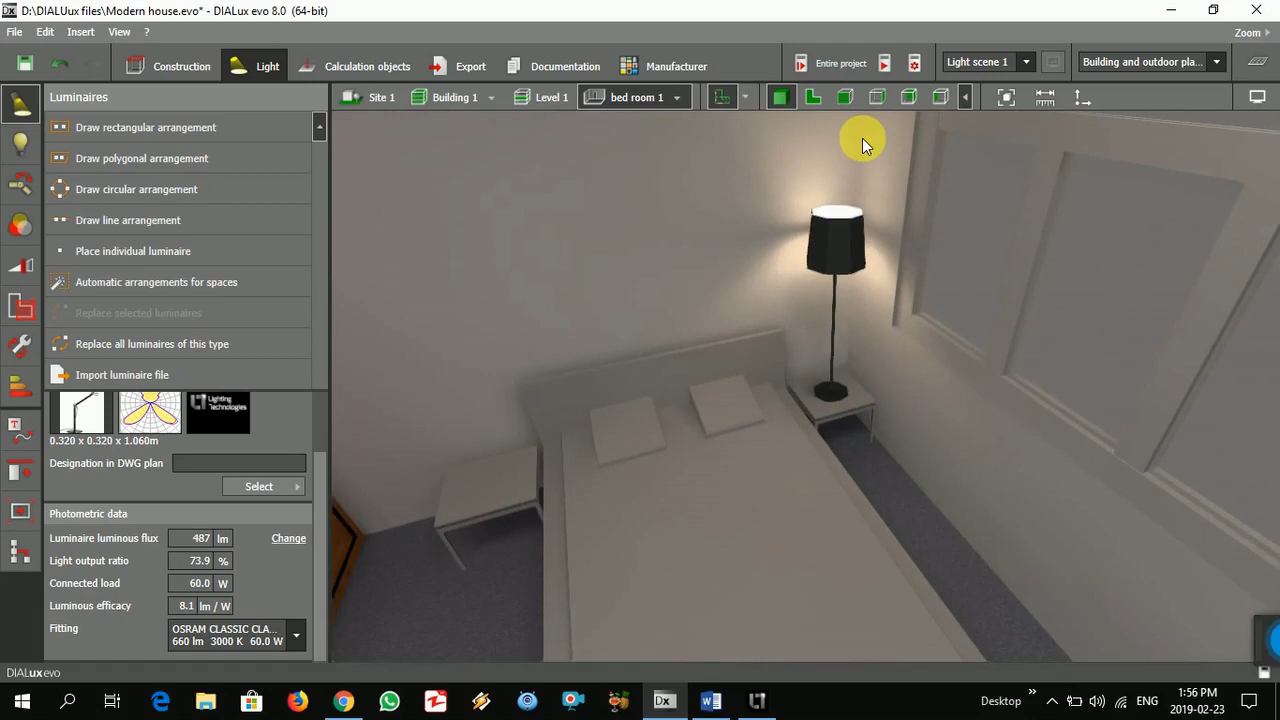 D:\DIALUux files\Modern house.evo* - DIALux evo 8.0  (64-bit)
File Edit Insert View ? Zoom
Construction Light Calculation objects Export Documentation Manufacturer Entire project Light scene 1 Building and outdoor pla...
Luminaires Site 1 Building 1 Level 1 bed room 1
Draw rectangular arrangement
Draw polygonal arrangement
Draw circular arrangement
Draw line arrangement
Place individual luminaire
Automatic arrangements for spaces
Replace selected luminaires
Replace all luminaires of this type
Import luminaire file
Lighting
Technologies
0.320 x 0.320 x 1.060m
Designation in DWG plan
Select
Photometric data
Luminaire luminous flux 487 lm Change
Light output ratio 73.9 %
Connected load 60.0 W
Luminous efficacy 8.1 lm / W
Fitting OSRAM CLASSIC CLA...
660 lm 3000 K 60.0 W
DIALux evo
Desktop » ENG 1:56 PM
2019-02-23